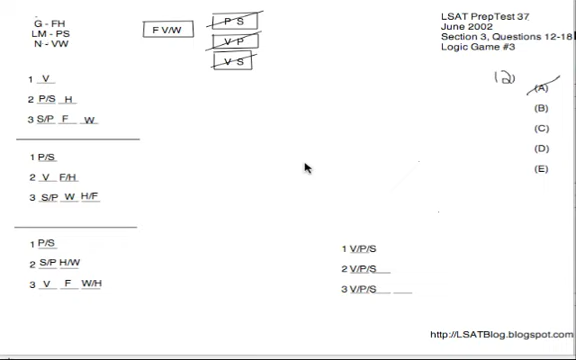 G - FH
LM - PS
N - VW
F V/W
P S
V P
V S
LSAT PrepTest 37
June 2002
Section 3, Questions 12-18
Logic Game #3
12)
(A)
(B)
(C)
(D)
(E)
1 V
2 P/S H
3 S/P F W
1 P/S
2 V F/H
3 S/P W H/F
1 P/S
2 S/P H/W
3 V F W/H
1 V/P/S
2 V/P/S
3 V/P/S
http://LSATBlog.blogspot.com